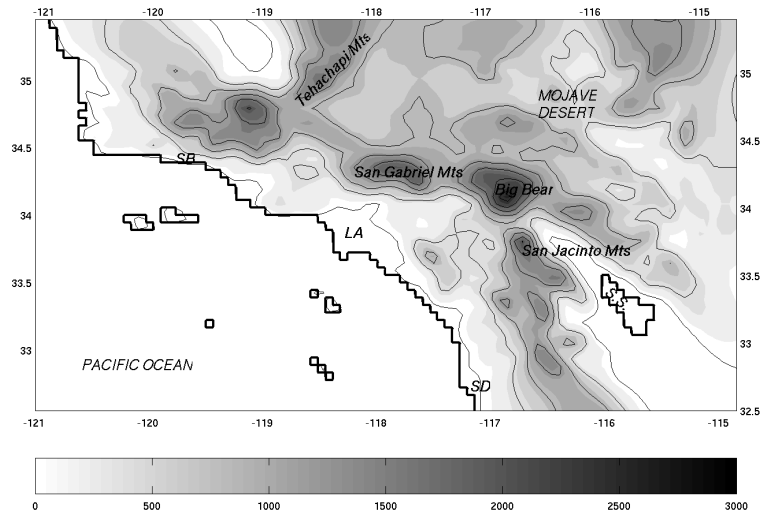 -121 -120 -119 -118 -117 -116 -115
35 35
Tehachapi Mts
MOJAVE
DESERT
34.5 34.5
SB
San Gabriel Mts
Big Bear
34 34
LA
San Jacinto Mts
33.5 33.5
S.S.
33 33
PACIFIC OCEAN
SD
32.5
-121 -120 -119 -118 -117 -116 -115
0 500 1000 1500 2000 2500 3000